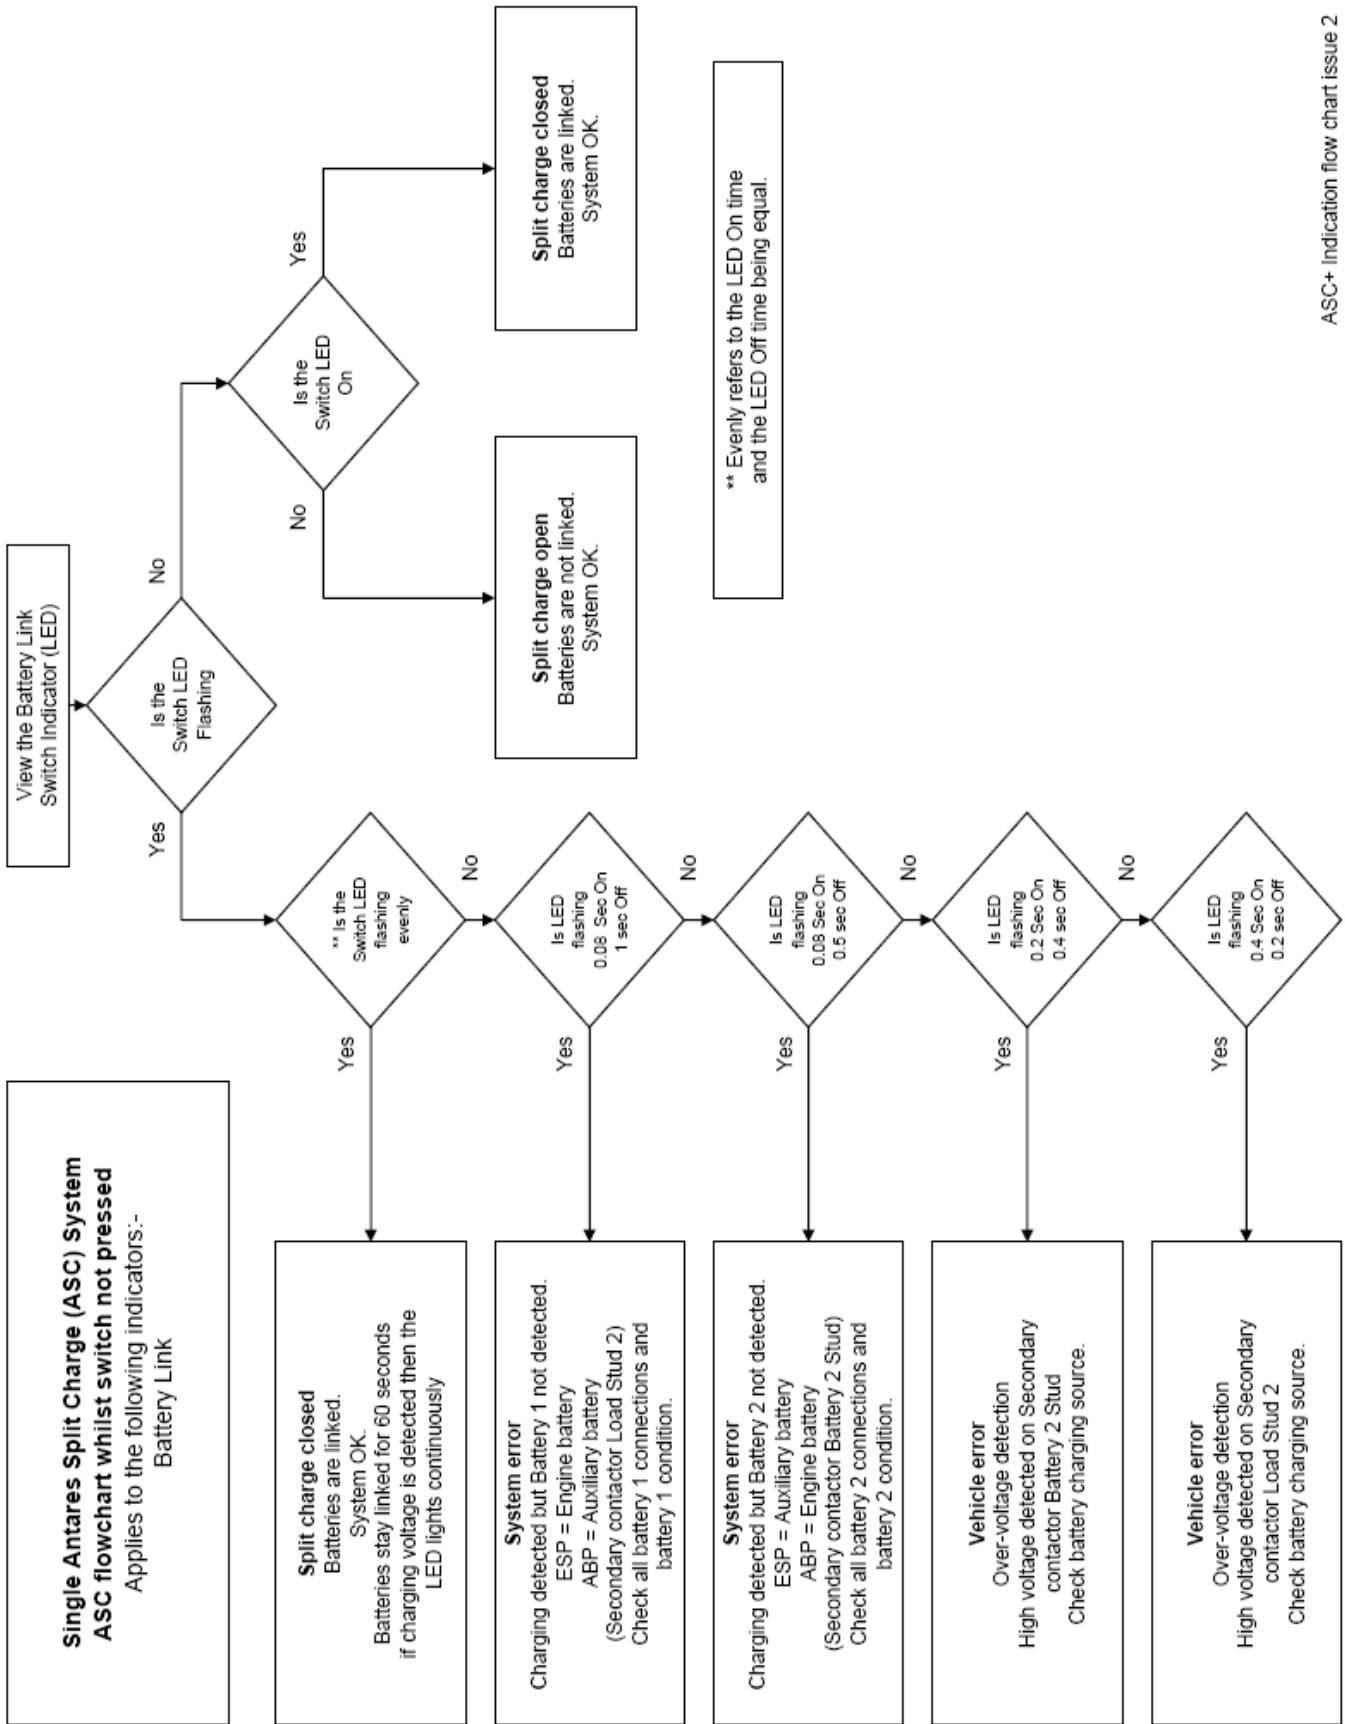 Single Antares Split Charge (ASC) System
ASC flowchart whilst switch not pressed
Applies to the following indicators:-
Battery Link
View the Battery Link
Switch Indicator (LED)
Is the
Switch LED
Flashing
Yes
No
Is the
Switch LED
On
No
Yes
Split charge open
Batteries are not linked.
System OK.
Split charge closed
Batteries are linked.
System OK.
** Is the
Switch LED
flashing
evenly
Yes
No
Split charge closed
Batteries are linked.
System OK.
Batteries stay linked for 60 seconds
if charging voltage is detected then the
LED lights continuously
Is LED
flashing
0.08 Sec On
1 sec Off
Yes
No
System error
Charging detected but Battery 1 not detected.
ESP = Engine battery
ABP = Auxiliary battery
(Secondary contactor Load Stud 2)
Check all battery 1 connections and
battery 1 condition.
Is LED
flashing
0.08 Sec On
0.5 sec Off
Yes
No
System error
Charging detected but Battery 2 not detected.
ESP = Auxiliary battery
ABP = Engine battery
(Secondary contactor Battery 2 Stud)
Check all battery 2 connections and
battery 2 condition.
Is LED
flashing
0.2 Sec On
0.4 sec Off
Yes
No
Vehicle error
Over-voltage detection
High voltage detected on Secondary
contactor Battery 2 Stud
Check battery charging source.
Is LED
flashing
0.4 Sec On
0.2 sec Off
Yes
Vehicle error
Over-voltage detection
High voltage detected on Secondary
contactor Load Stud 2
Check battery charging source.
** Evenly refers to the LED On time
and the LED Off time being equal.
ASC+ Indication flow chart issue 2